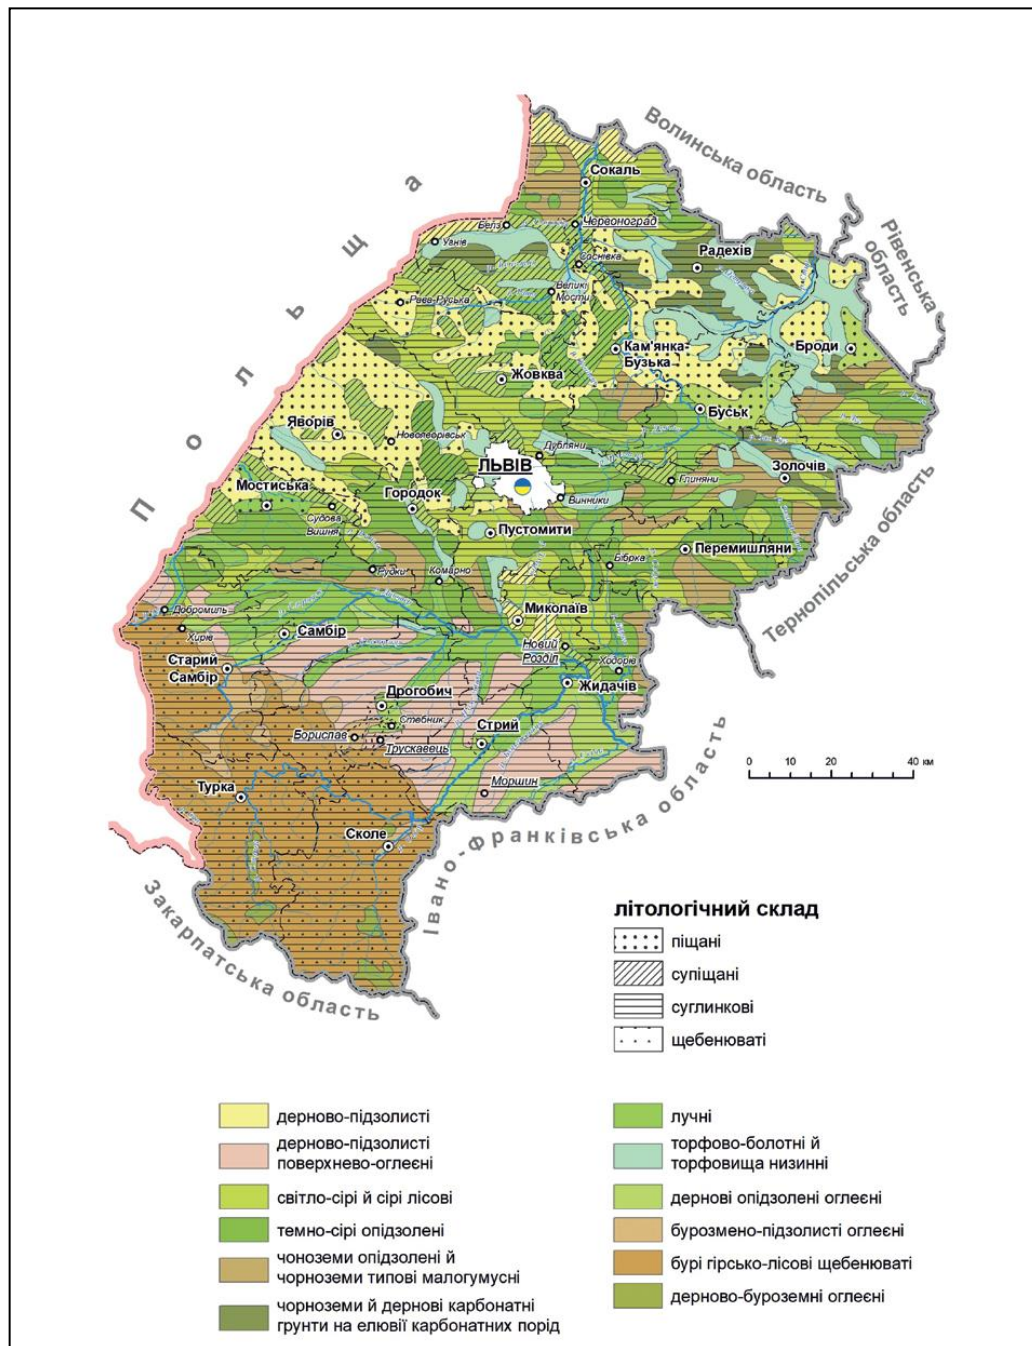 Волинська область
Рівенська
область
Польща
Сокаль
Белз
Червоноград
Угнів
Радехів
Соснівка
Рава-Руська
Великі
Мости
Кам'янка-
Бузька
Броди
Жовква
Буськ
Яворів
Новояворівськ
Дубляни
ЛЬВІВ
Золочів
Глиняни
Мостиська
Городок
Винники
Судова
Вишня
Пустомити
Перемишляни
Рудки
Комарно
Бібрка
Тернопільська область
Добромиль
Миколаїв
Хирів
Самбір
Новий
Розділ
Ходорів
Старий
Самбір
Жидачів
Дрогобич
Стебник
Стрий
Борислав
Трускавець
Моршин
Турка
Сколе
0 10 20 40 км
Івано-Франківська область
Закарпатська область
літологічний склад
піщані
супіщані
суглинкові
щебенюваті
дерново-підзолисті
дерново-підзолисті
поверхнево-оглеєні
світло-сірі й сірі лісові
темно-сірі опідзолені
чоноземи опідзолені й
чорноземи типові малогумусні
чорноземи й дернові карбонатні
грунти на елювії карбонатних порід
лучні
торфово-болотні й
торфовища низинні
дернові опідзолені оглеєні
бурозмено-підзолисті оглеєні
бурі гірсько-лісові щебенюваті
дерново-буроземні оглеєні